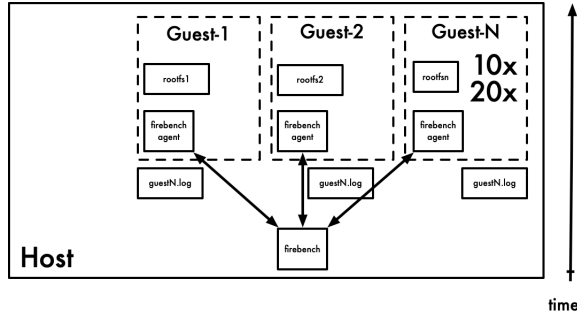 Guest-1
Guest-2
Guest-N
rootfs1
rootfs2
rootfsn
10x
20x
firebench
agent
firebench
agent
firebench
agent
guestN.log
guestN.log
guestN.log
firebench
Host
time